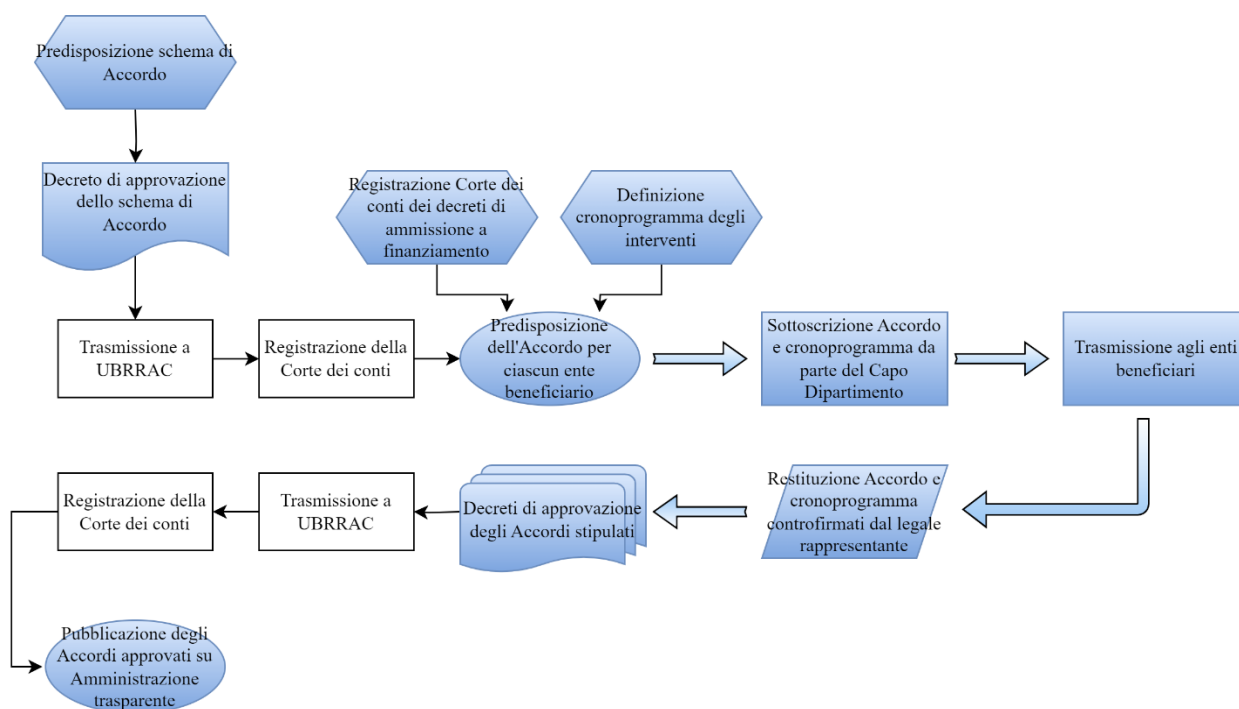 Predisposizione schema di
Accordo
Decreto di approvazione
dello schema di
Accordo
Registrazione Corte dei
conti dei decreti di
ammissione a
finanziamento
Definizione
cronoprogramma degli
interventi
Trasmissione a
UBRRAC
Registrazione della
Corte dei conti
Predisposizione
dell'Accordo per
ciascun ente
beneficiario
Sottoscrizione Accordo
e cronoprogramma da
parte del Capo
Dipartimento
Trasmissione agli enti
beneficiari
Restituzione Accordo e
cronoprogramma
controfirmati dal legale
rappresentante
Decreti di approvazione
degli Accordi stipulati
Trasmissione a
UBRRAC
Registrazione della
Corte dei conti
Pubblicazione degli
Accordi approvati su
Amministrazione
trasparente